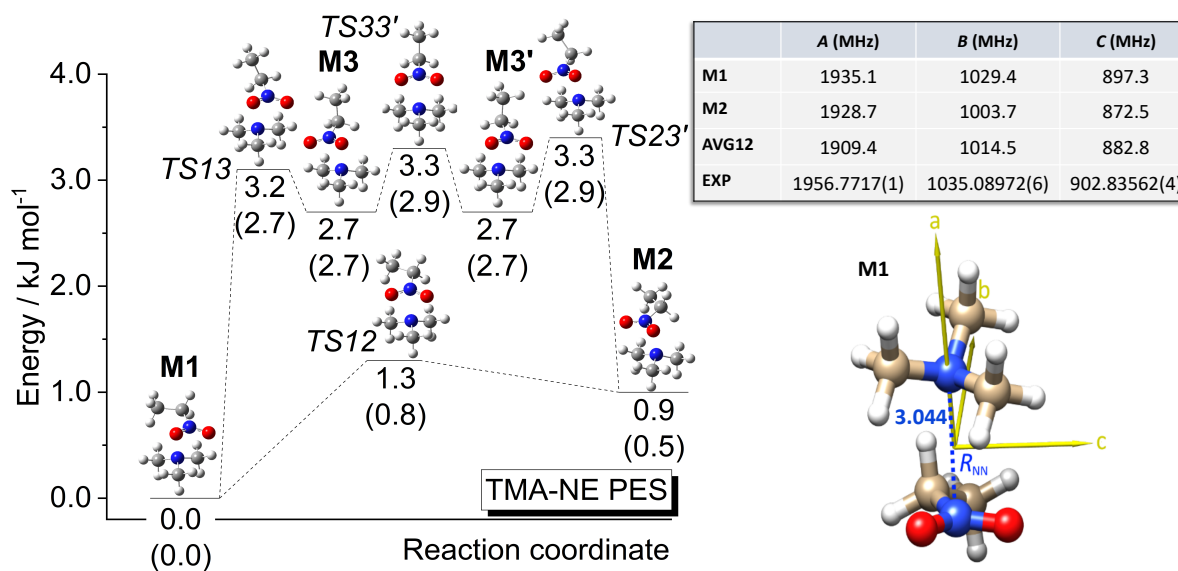 TS33'
TS13
M3
M3'
TS23'
4.0
3.0
2.0
1.0
0.0
Energy / kJ mol-1
3.2
(2.7)
2.7
(2.7)
3.3
(2.9)
2.7
(2.7)
3.3
(2.9)
M2
TS12
1.3
(0.8)
0.9
(0.5)
M1
0.0
(0.0)
TMA-NE PES
Reaction coordinate
A (MHz) B (MHz) C (MHz)
M1 1935.1 1029.4 897.3
M2 1928.7 1003.7 872.5
AVG12 1909.4 1014.5 882.8
EXP 1956.7717(1) 1035.08972(6) 902.83562(4)
M1
a
b
c
3.044
RNN